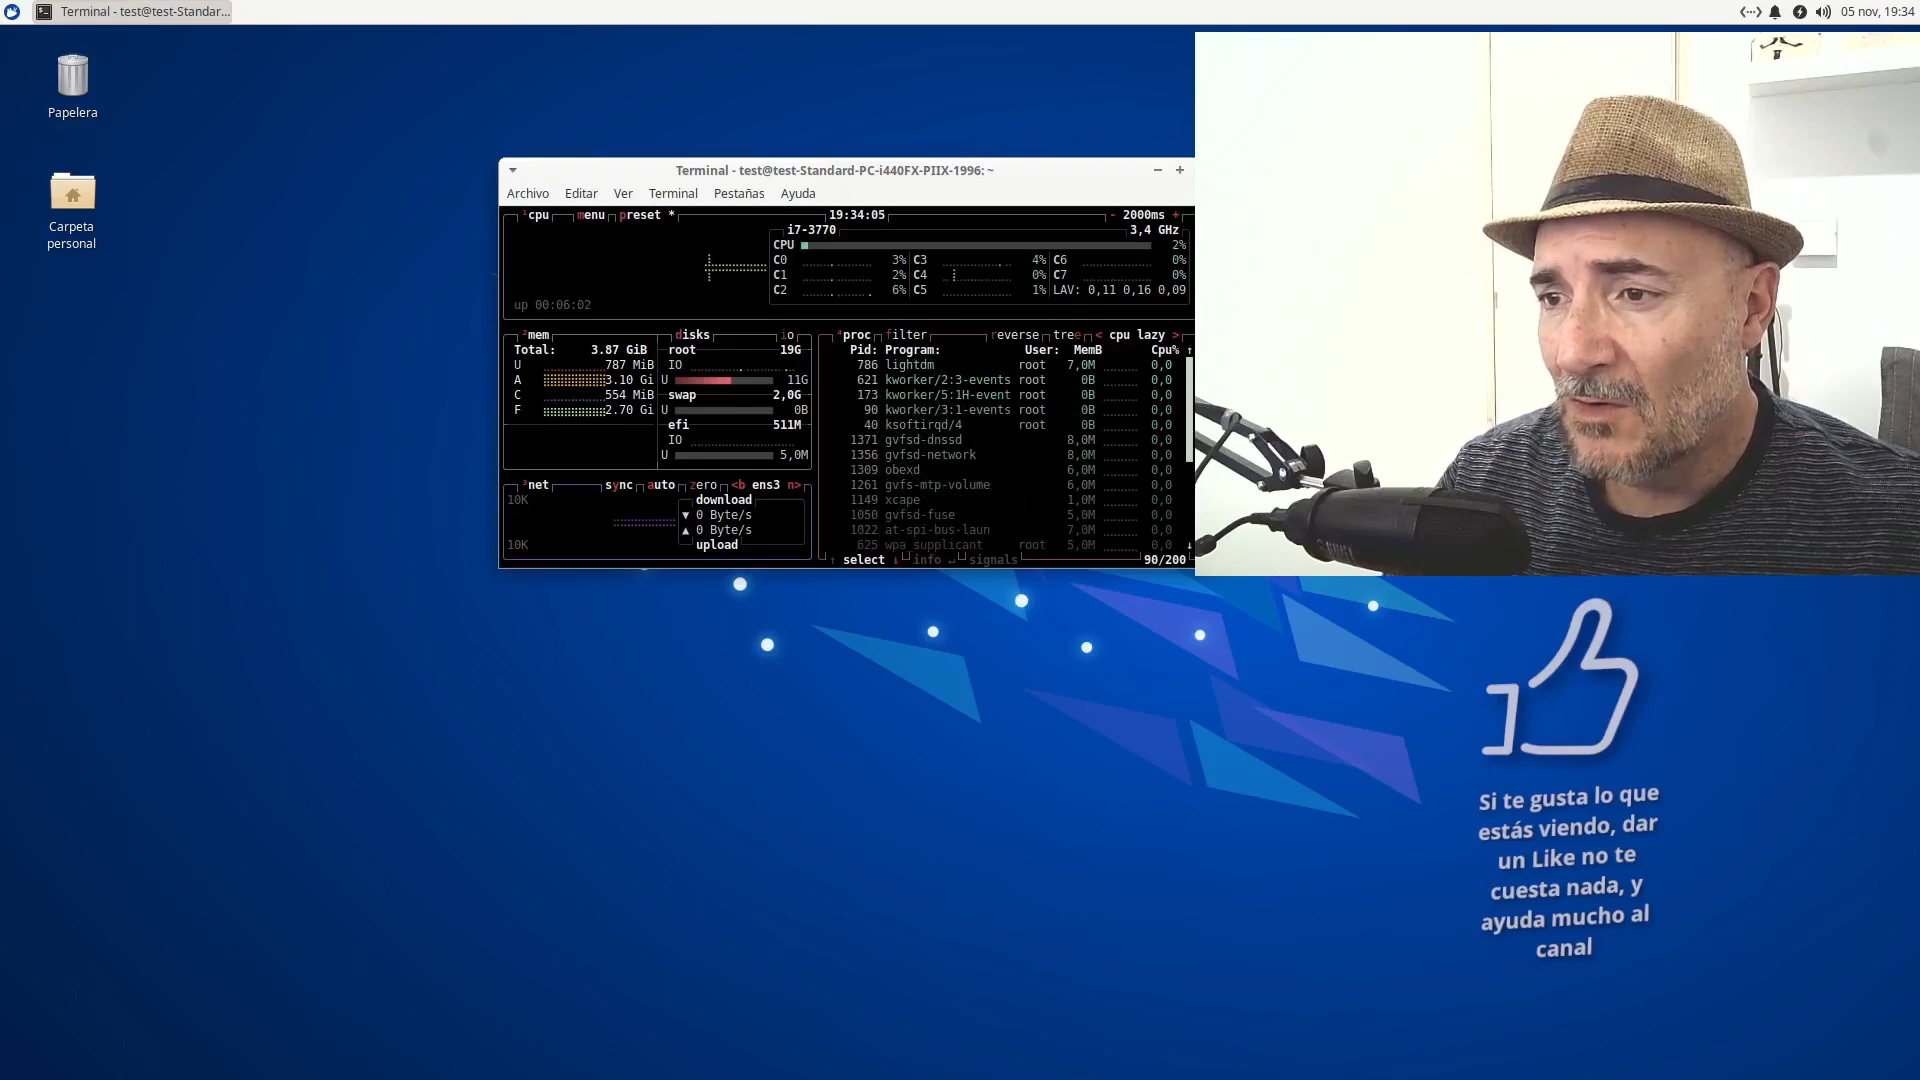 Terminal - test@test-Standar...
05 nov, 19:34
Papelera
Carpeta
personal
Terminal - test@test-Standard-PC-i440FX-PIIX-1996: ~
Archivo Editar Ver Terminal Pestañas Ayuda
¹cpu menu preset * 19:34:05 - 2000ms +
i7-3770 3,4 GHz
CPU 2%
C0 3% C3 4% C6 0%
C1 2% C4 0% C7 0%
C2 6% C5 1% LAV: 0,11 0,16 0,09
up 00:06:02
²mem disks io
Total: 3.87 GiB root 19G
U 787 MiB IO
A 3.10 Gi U 11G
C 554 MiB swap 2,0G
F 2.70 Gi U 0B
efi 511M
IO
U 5,0M
³net sync auto zero <b ens3 n>
10K download
▼ 0 Byte/s
▲ 0 Byte/s
10K upload
⁴proc filter reverse tree < cpu lazy >
Pid: Program: User: MemB Cpu% ↑
786 lightdm root 7,0M 0,0
621 kworker/2:3-events root 0B 0,0
173 kworker/5:1H-event root 0B 0,0
90 kworker/3:1-events root 0B 0,0
40 ksoftirqd/4 root 0B 0,0
1371 gvfsd-dnssd 8,0M 0,0
1356 gvfsd-network 8,0M 0,0
1309 obexd 6,0M 0,0
1261 gvfs-mtp-volume 6,0M 0,0
1149 xcape 1,0M 0,0
1050 gvfsd-fuse 5,0M 0,0
1022 at-spi-bus-laun 7,0M 0,0
625 wpa_supplicant root 5,0M 0,0 ↓
↑ select ↓ info ↵ signals 90/200
Si te gusta lo que
estás viendo, dar
un Like no te
cuesta nada, y
ayuda mucho al
canal